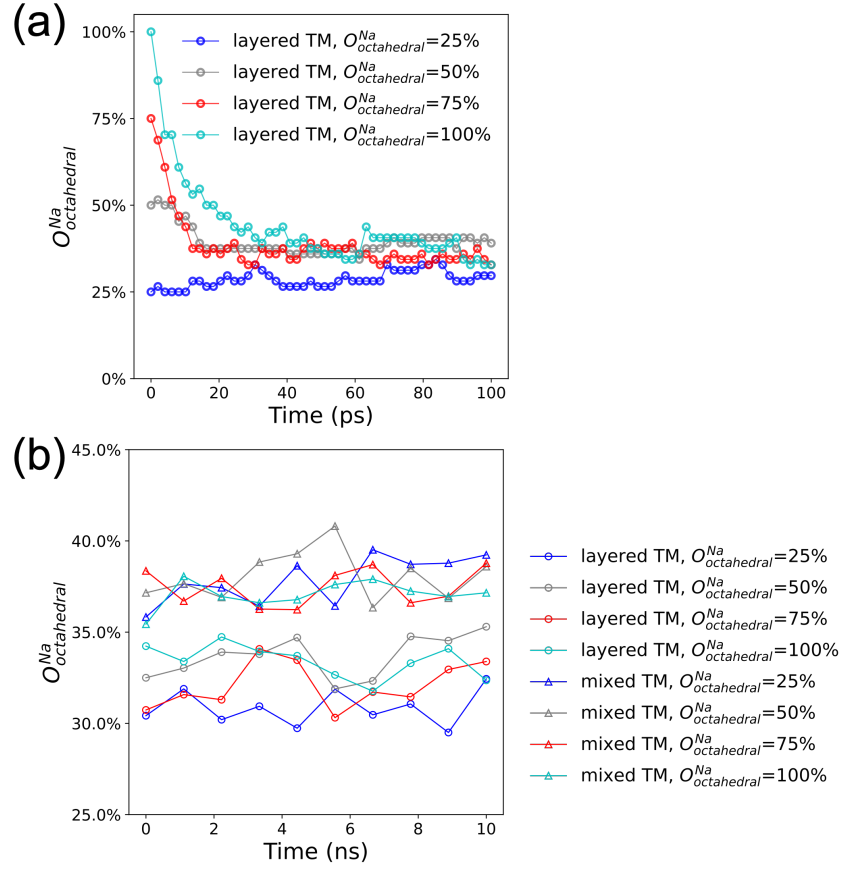 (a)
100%
75%
50%
25%
0%
O^{Na}_{octahedral}
layered TM, O^{Na}_{octahedral}=25%
layered TM, O^{Na}_{octahedral}=50%
layered TM, O^{Na}_{octahedral}=75%
layered TM, O^{Na}_{octahedral}=100%
0 20 40 60 80 100
Time (ps)
(b)
45.0%
40.0%
35.0%
30.0%
25.0%
O^{Na}_{octahedral}
0 2 4 6 8 10
Time (ns)
layered TM, O^{Na}_{octahedral}=25%
layered TM, O^{Na}_{octahedral}=50%
layered TM, O^{Na}_{octahedral}=75%
layered TM, O^{Na}_{octahedral}=100%
mixed TM, O^{Na}_{octahedral}=25%
mixed TM, O^{Na}_{octahedral}=50%
mixed TM, O^{Na}_{octahedral}=75%
mixed TM, O^{Na}_{octahedral}=100%